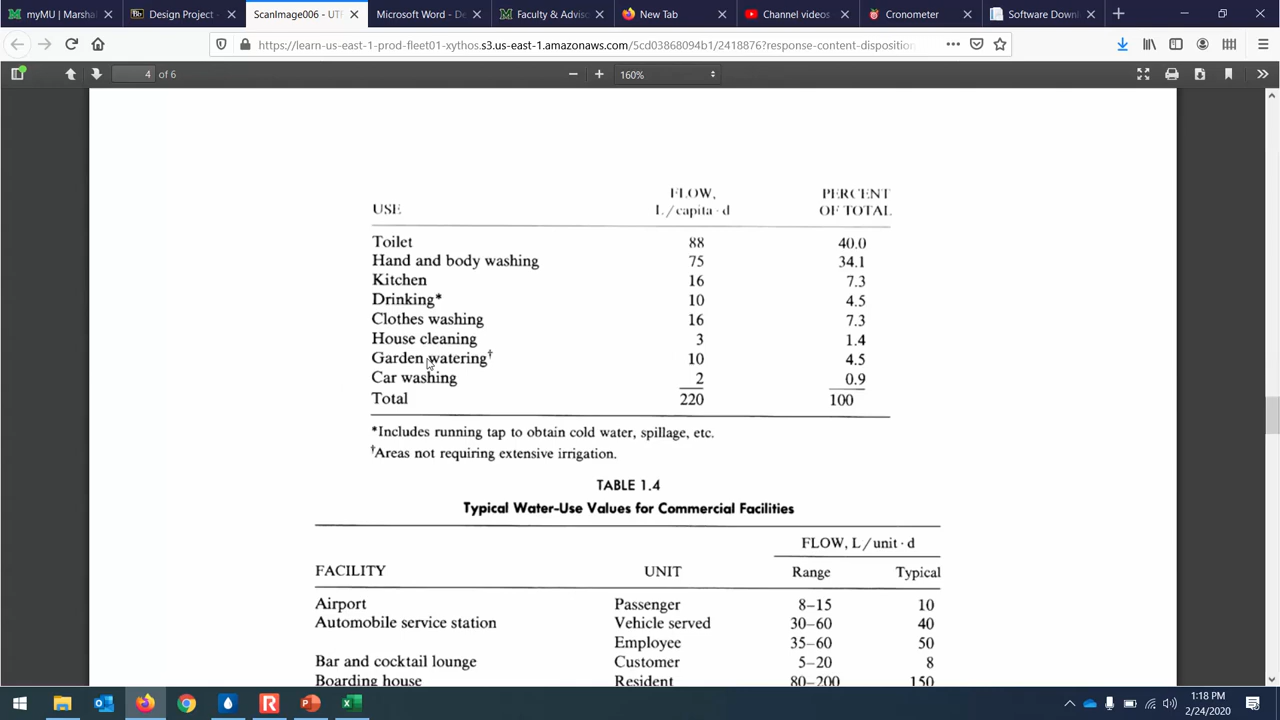 myMU | Marshal
Design Project -
ScanImage006 - UTF
Microsoft Word - De
Faculty & Adviso
New Tab
Channel videos
Cronometer
Software Downl
https://learn-us-east-1-prod-fleet01-xythos.s3.us-east-1.amazonaws.com/5cd03868094b1/2418876?response-content-disposition
4 of 6
160%
USE FLOW, L/capita · d PERCENT OF TOTAL
Toilet 88 40.0
Hand and body washing 75 34.1
Kitchen 16 7.3
Drinking* 10 4.5
Clothes washing 16 7.3
House cleaning 3 1.4
Garden watering† 10 4.5
Car washing 2 0.9
Total 220 100
*Includes running tap to obtain cold water, spillage, etc.
†Areas not requiring extensive irrigation.
TABLE 1.4
Typical Water-Use Values for Commercial Facilities
FLOW, L/unit · d
FACILITY UNIT Range Typical
Airport Passenger 8–15 10
Automobile service station Vehicle served 30–60 40
Employee 35–60 50
Bar and cocktail lounge Customer 5–20 8
Boarding house Resident 80–200 150
1:18 PM
2/24/2020